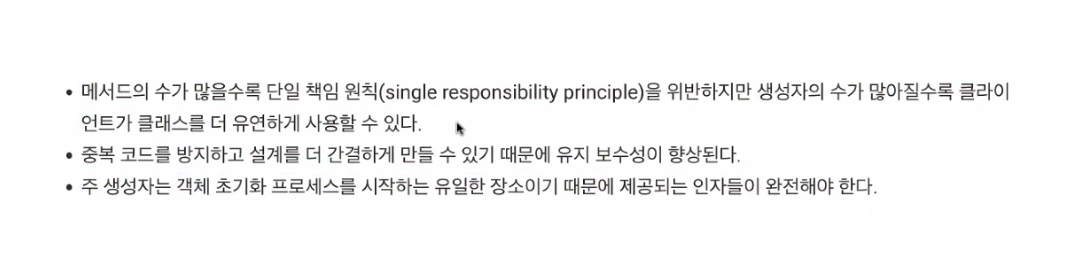 • 메서드의 수가 많을수록 단일 책임 원칙(single responsibility principle)을 위반하지만 생성자의 수가 많아질수록 클라이
언트가 클래스를 더 유연하게 사용할 수 있다.
• 중복 코드를 방지하고 설계를 더 간결하게 만들 수 있기 때문에 유지 보수성이 향상된다.
• 주 생성자는 객체 초기화 프로세스를 시작하는 유일한 장소이기 때문에 제공되는 인자들이 완전해야 한다.